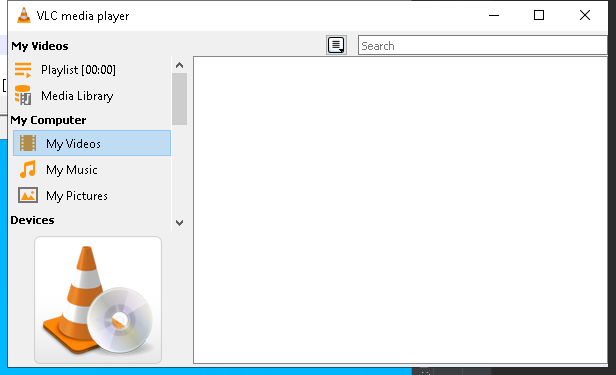 VLC media player
My Videos
Search
Playlist [00:00]
Media Library
My Computer
My Videos
My Music
My Pictures
Devices